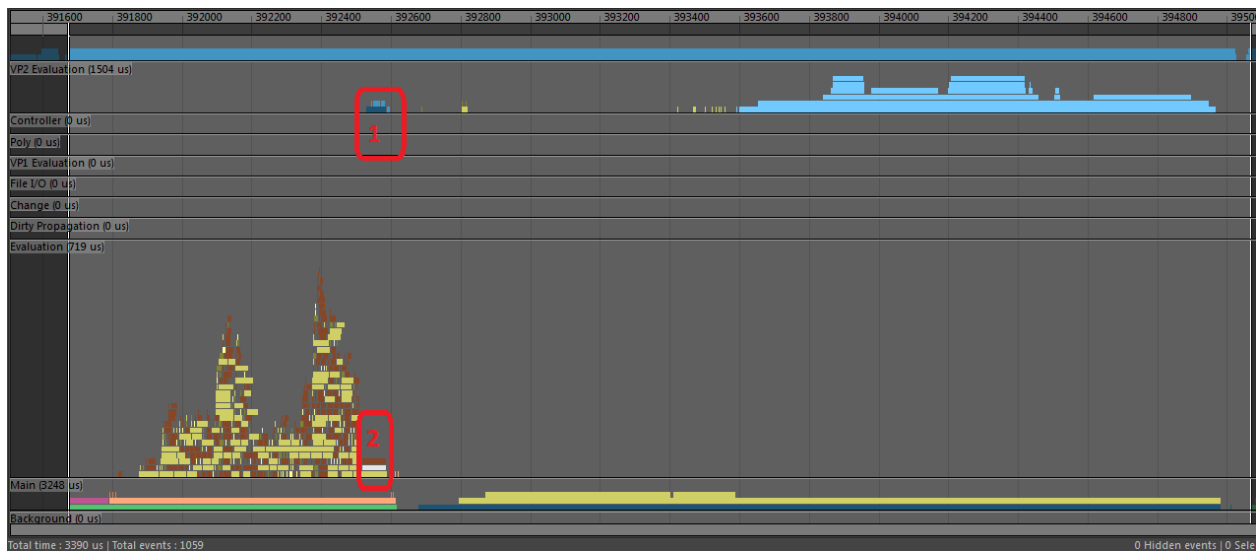 391600 391800 392000 392200 392400 392600 392800 393000 393200 393400 393600 393800 394000 394200 394400 394600 394800 3950
VP2 Evaluation (1504 us)
1
Controller (0 us)
Poly (0 us)
VP1 Evaluation (0 us)
File I/O (0 us)
Change (0 us)
Dirty Propagation (0 us)
Evaluation (719 us)
2
Main (3248 us)
Background (0 us)
Total time : 3390 us | Total events : 1059 0 Hidden events | 0 Sele